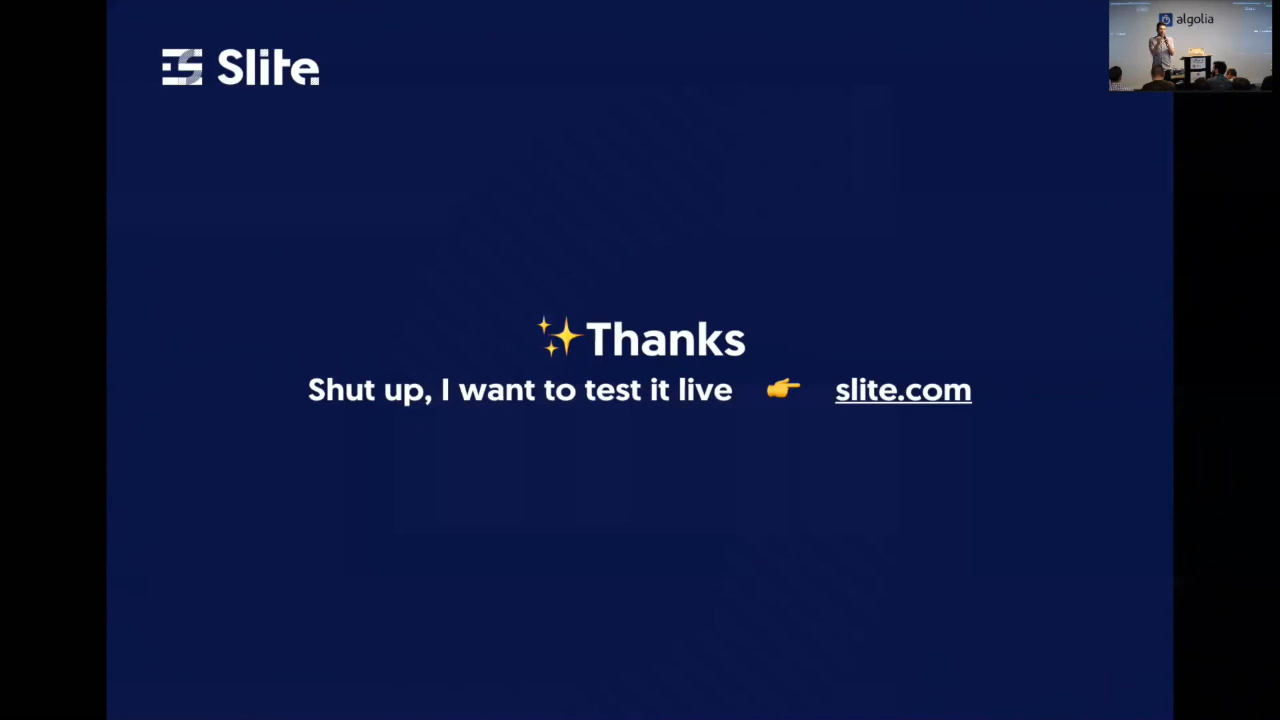 Slite
algolia
✨Thanks
Shut up, I want to test it live 👉 slite.com